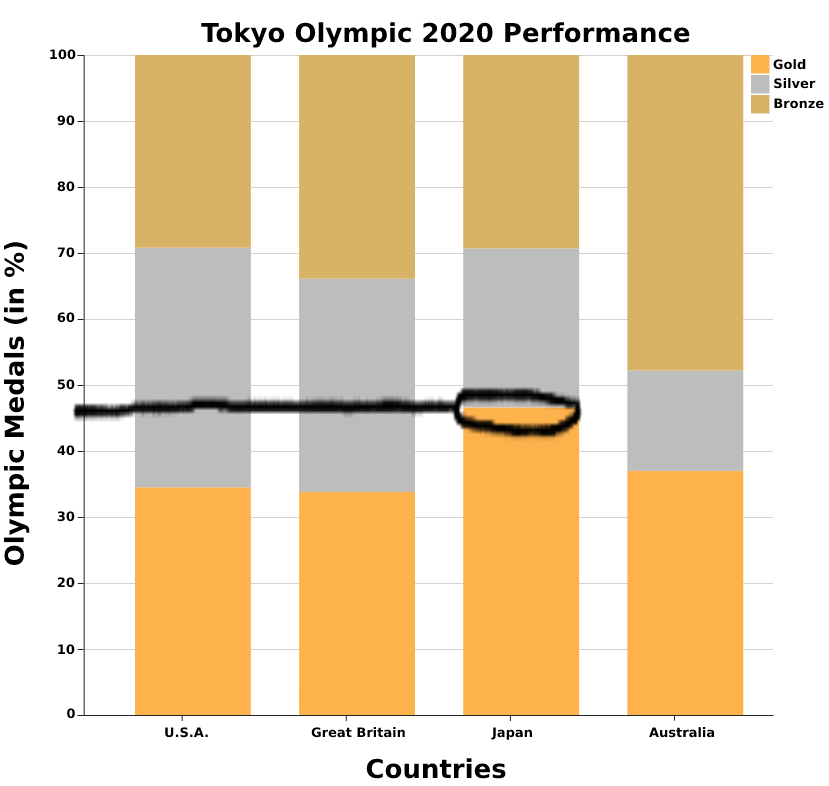 Tokyo Olympic 2020 Performance
Gold
Silver
Bronze
Olympic Medals (in %)
100
90
80
70
60
50
40
30
20
10
0
U.S.A. Great Britain Japan Australia
Countries